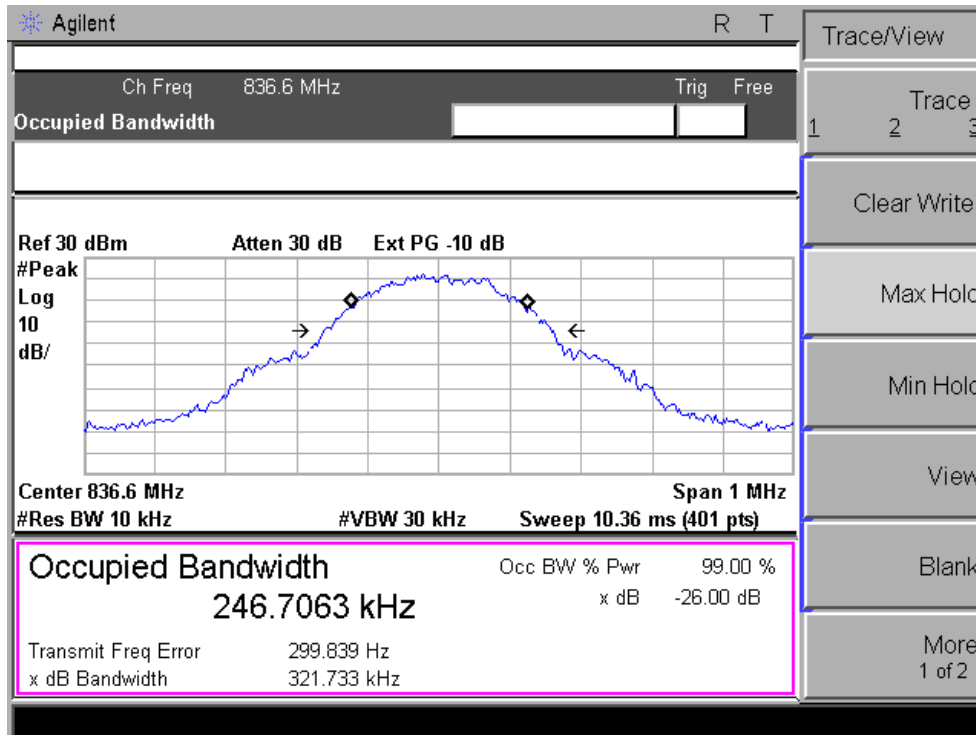 Agilent R T
Ch Freq 836.6 MHz Trig Free
Occupied Bandwidth
Ref 30 dBm Atten 30 dB Ext PG -10 dB
#Peak
Log
10
dB/
Center 836.6 MHz Span 1 MHz
#Res BW 10 kHz #VBW 30 kHz Sweep 10.36 ms (401 pts)
Occupied Bandwidth
246.7063 kHz
Occ BW % Pwr 99.00 %
x dB -26.00 dB
Transmit Freq Error 299.839 Hz
x dB Bandwidth 321.733 kHz
Trace/View
Trace
1 2 3
Clear Write
Max Hold
Min Hold
View
Blank
More
1 of 2